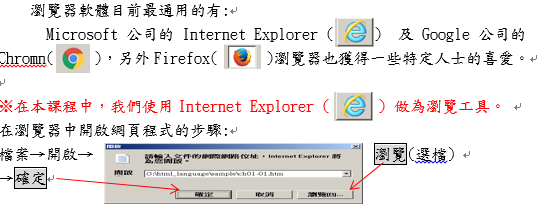 瀏覽器軟體目前最通用的有:
Microsoft 公司的 Internet Explorer ( ) 及 Google 公司的
Chromn( ),另外Firefox( )瀏覽器也獲得一些特定人士的喜愛。
※在本課程中,我們使用 Internet Explorer ( ) 做為瀏覽工具。
在瀏覽器中開啟網頁程式的步驟:
檔案→開啟→
開啟
請輸入文件的網際網路位址,Internet Explorer 將
為您開啟。
開啟 C:\html_language\sample\ch01-01.htm
確定 取消 瀏覽(R)...
瀏覽(選檔)
→確定